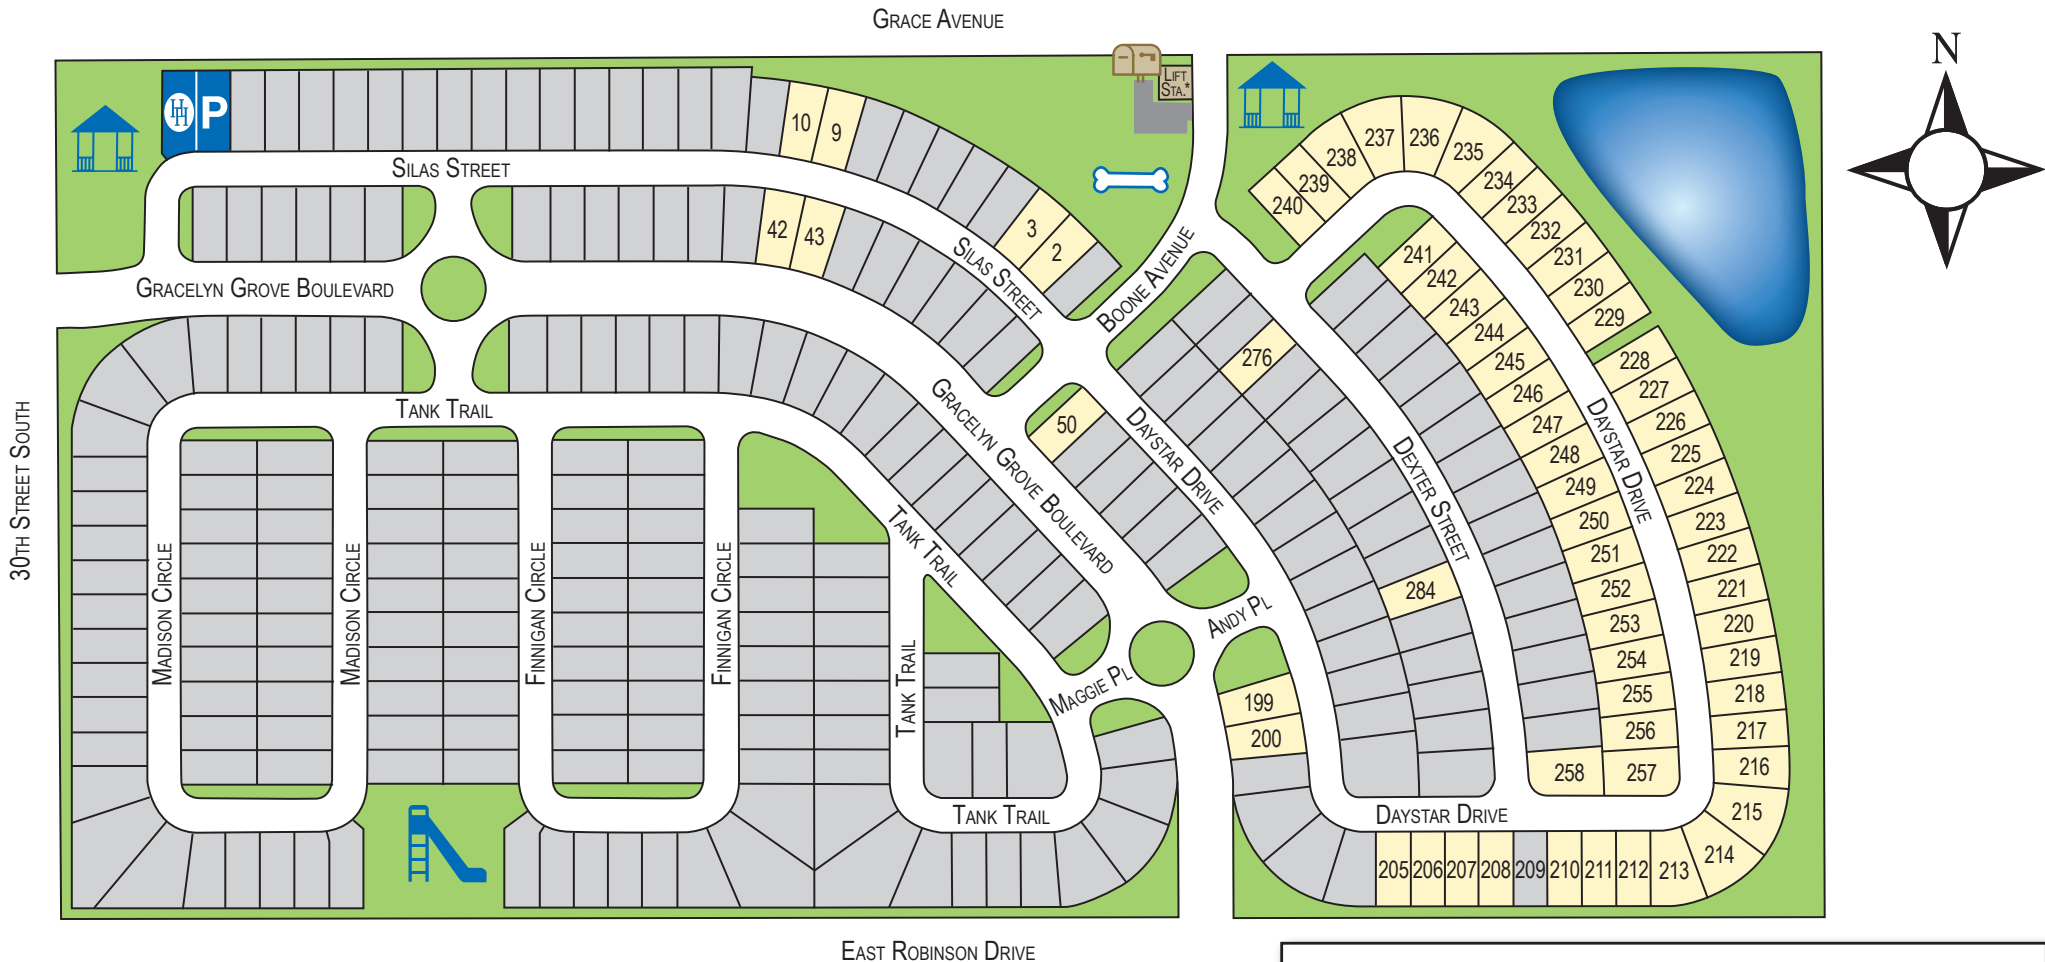 GRACE AVENUE
N
LIFT
STA.*
HH
P
10
9
237
236
238
235
SILAS STREET
239
234
240
233
42
43
3
2
232
SILAS STREET
BOONE AVENUE
241
231
242
230
GRACELYN GROVE BOULEVARD
243
229
244
276
245
228
246
227
TANK TRAIL
GRACELYN GROVE BOULEVARD
50
DAYSTAR DRIVE
247
DAYSTAR DRIVE
226
248
225
30TH STREET SOUTH
DEXTER STREET
249
224
250
223
TANK TRAIL
251
222
MADISON CIRCLE
MADISON CIRCLE
FINNIGAN CIRCLE
FINNIGAN CIRCLE
TANK TRAIL
284
252
221
ANDY PL
253
220
254
219
MAGGIE PL
255
218
199
200
256
217
258
257
216
TANK TRAIL
DAYSTAR DRIVE
215
214
205
206
207
208
209
210
211
212
213
EAST ROBINSON DRIVE